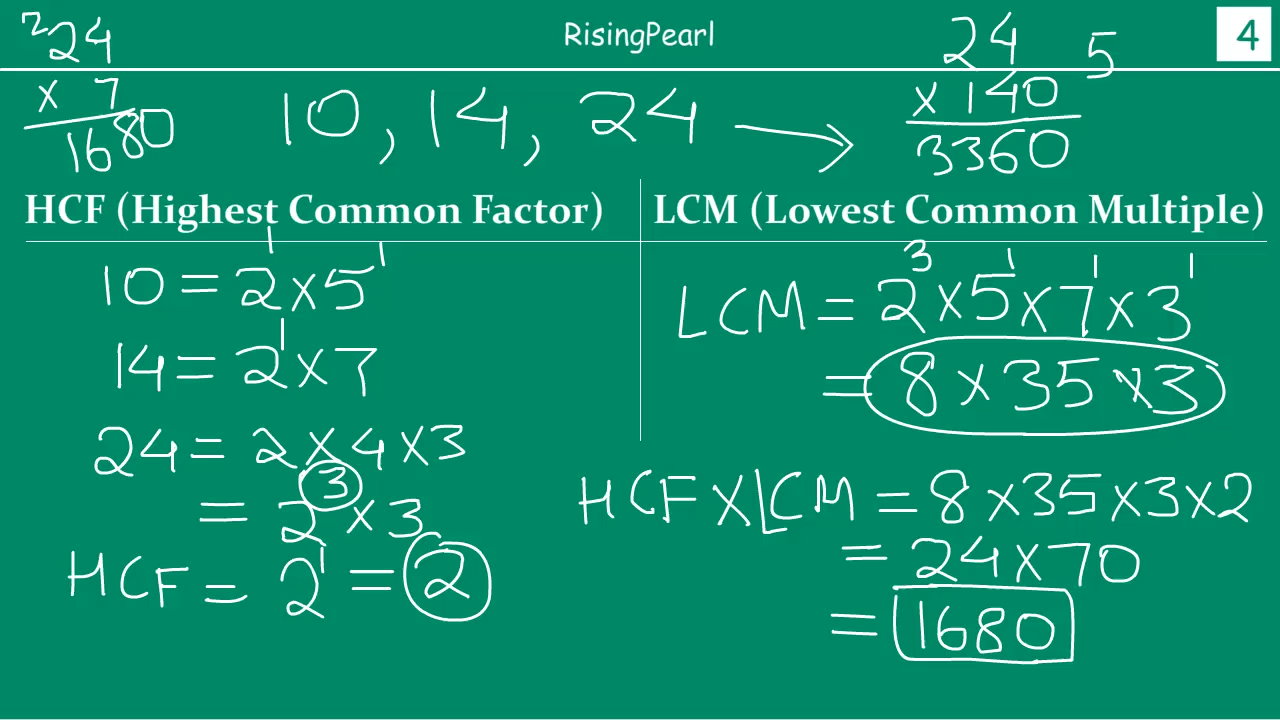 RisingPearl
4
²24
× 7
1680
10, 14, 24 →
24 5
× 140
3360
HCF (Highest Common Factor)
10 = 2¹ × 5¹
14 = 2¹ × 7
24 = 2 × 4 × 3
= 2³ × 3
HCF = 2¹ = 2
LCM (Lowest Common Multiple)
LCM = 2³ × 5¹ × 7¹ × 3¹
= 8 × 35 × 3
HCF × LCM = 8 × 35 × 3 × 2
= 24 × 70
= 1680